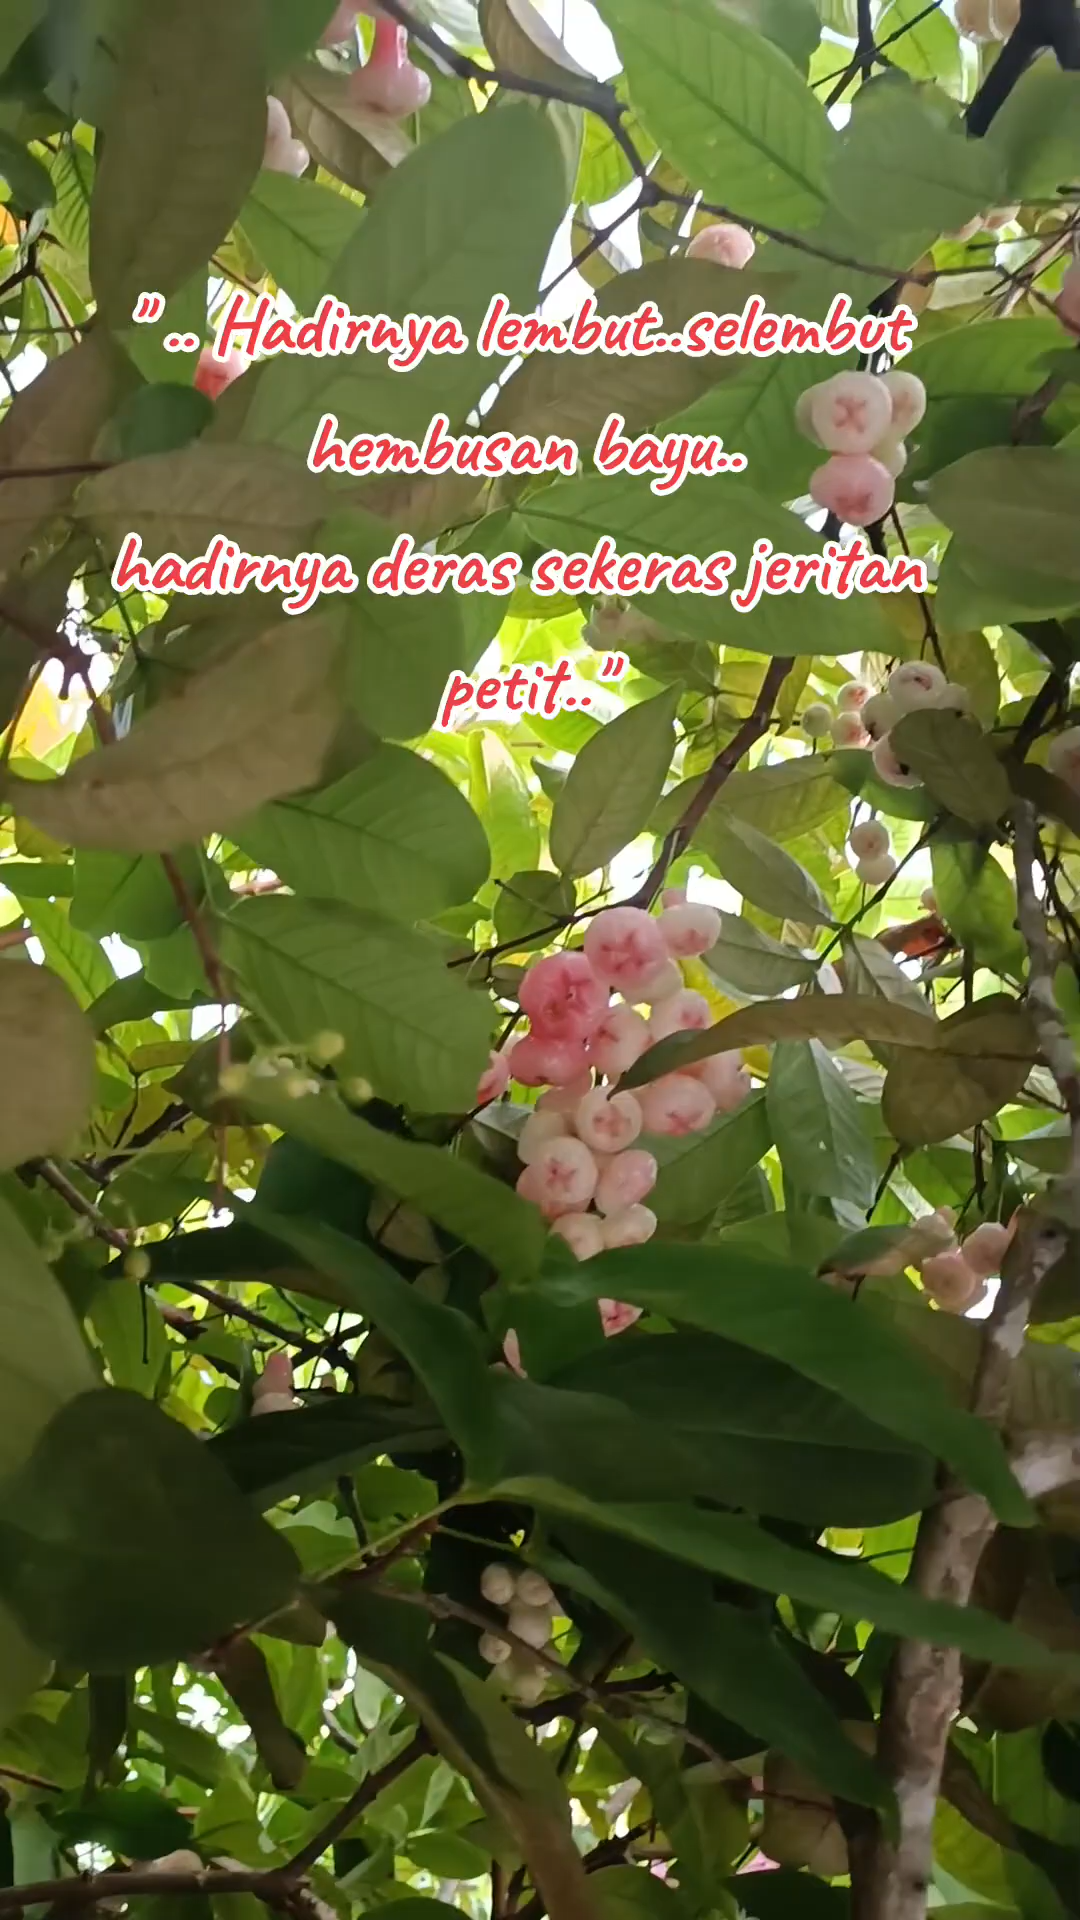 ".. Hadirnya lembut..selembut
hembusan bayu..
hadirnya deras sekeras jeritan
petit.."